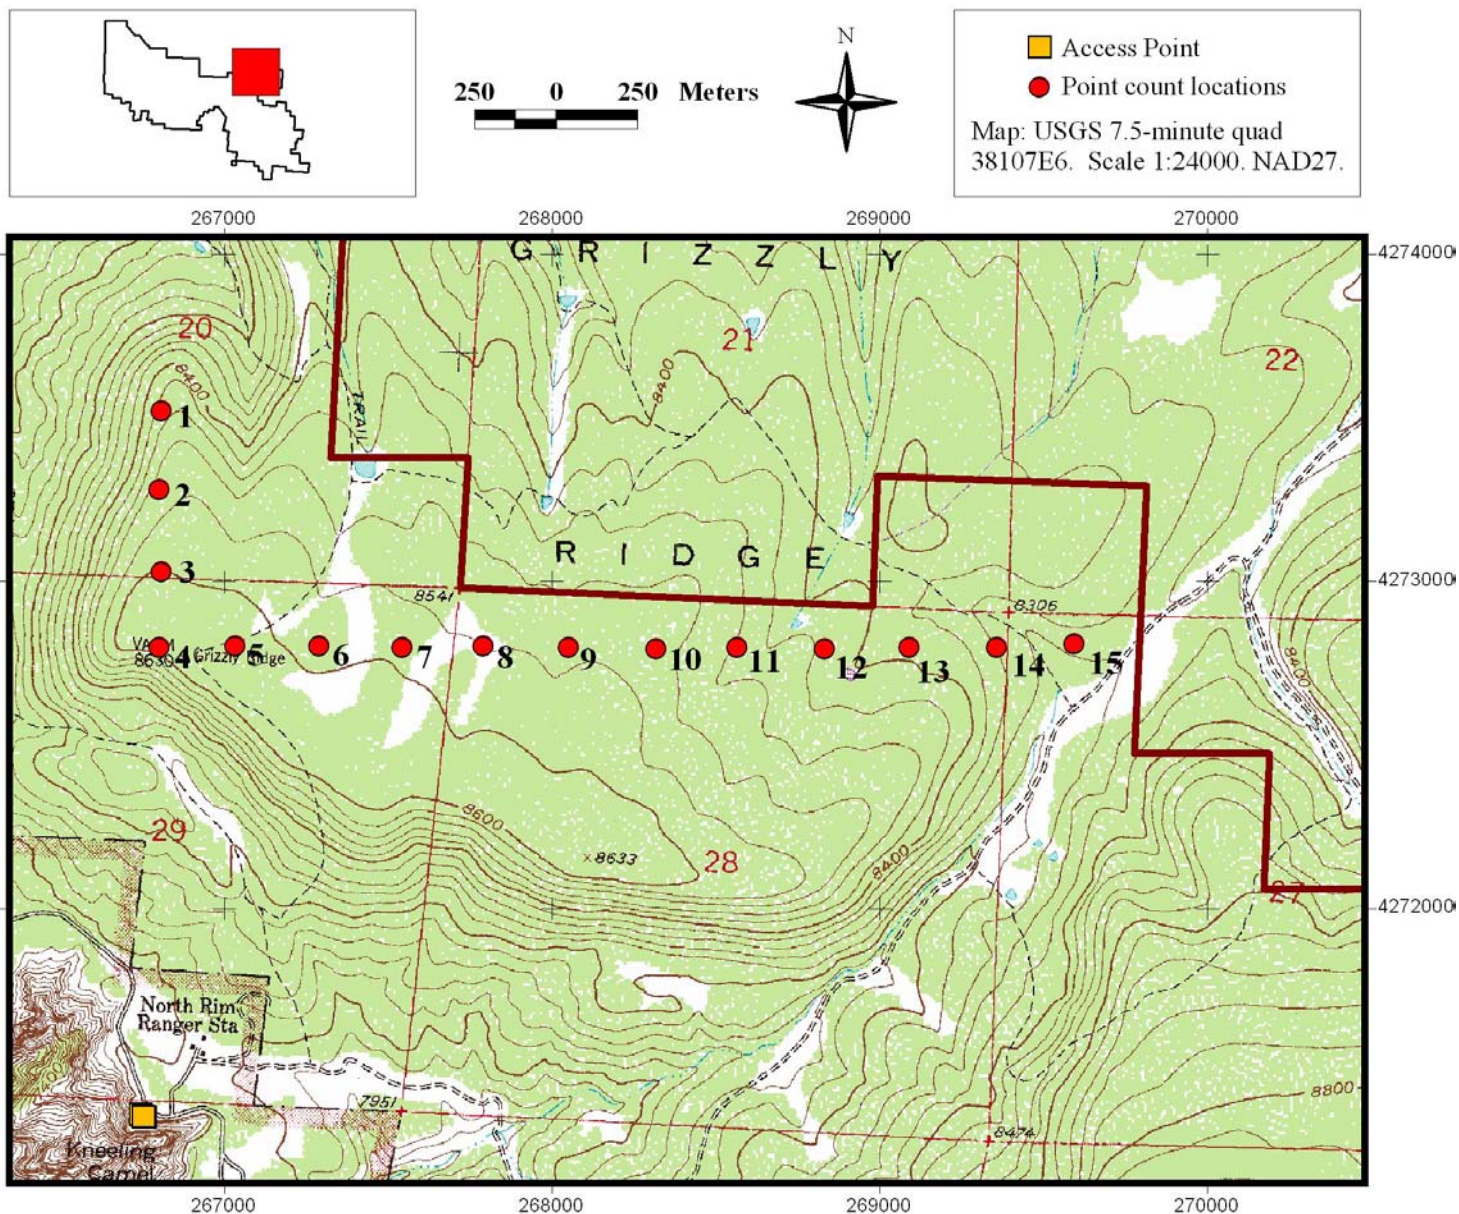 N
250 0 250 Meters
Access Point
Point count locations
Map: USGS 7.5-minute quad
38107E6. Scale 1:24000. NAD27.
267000 268000 269000 270000
G R I Z Z L Y
4274000
20
21
22
8400
8400
TRAIL
1
2
R I D G E
3
4273000
8541
8306
8630
4 Grizzly Ridge 5 6 7 8 9 10 11 12 13 14 15
8400
8600
29
8633
28
8400
27
4272000
North Rim
Ranger Sta
7951
8800
8474
Kneeling
Camel
267000 268000 269000 270000